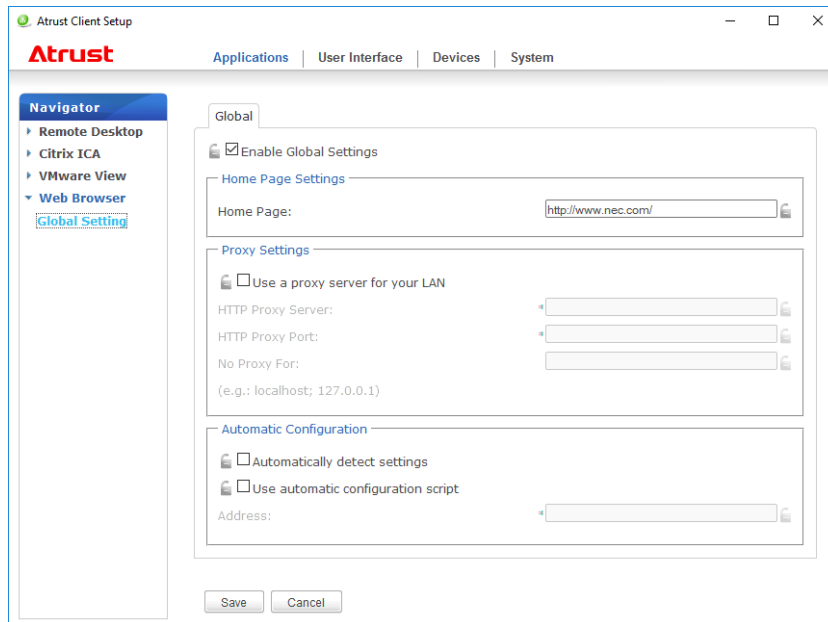 Atrust Client Setup
Atrust
Applications User Interface Devices System
Navigator
Remote Desktop
Citrix ICA
VMware View
Web Browser
Global Setting
Global
Enable Global Settings
Home Page Settings
Home Page: http://www.nec.com/
Proxy Settings
Use a proxy server for your LAN
HTTP Proxy Server:
HTTP Proxy Port:
No Proxy For:
(e.g.: localhost; 127.0.0.1)
Automatic Configuration
Automatically detect settings
Use automatic configuration script
Address:
Save Cancel